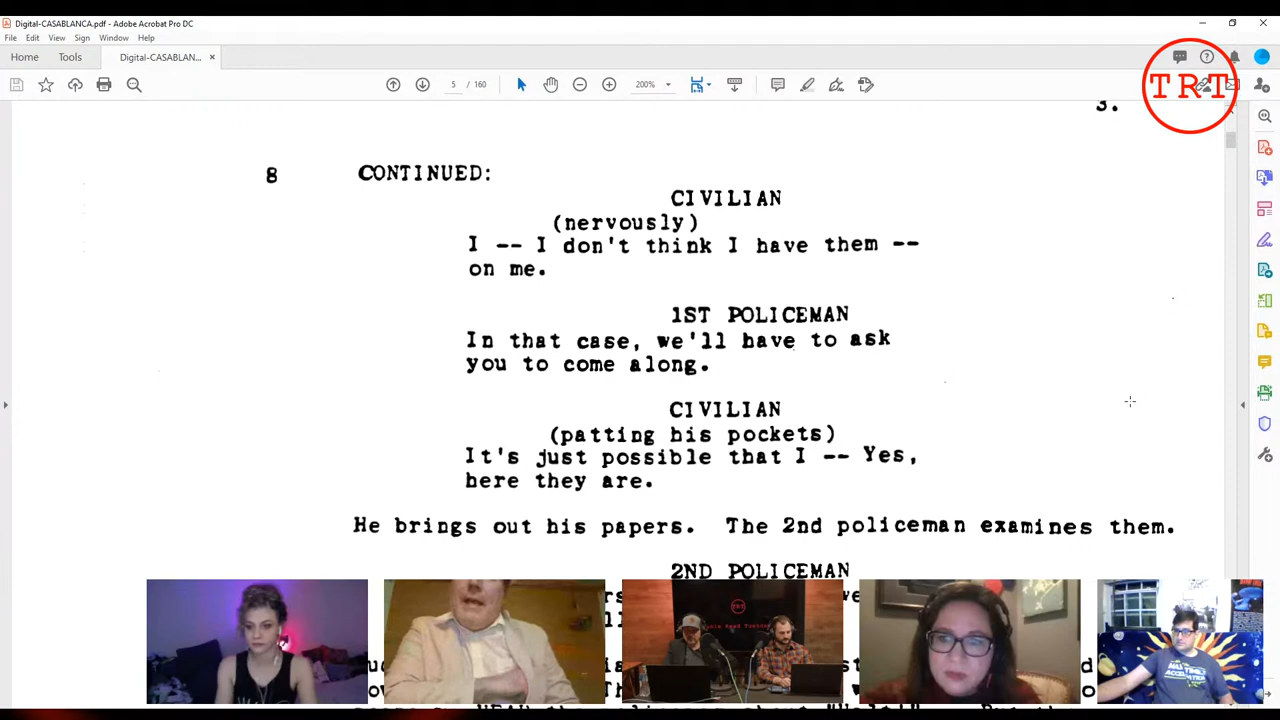 Digital-CASABLANCA.pdf - Adobe Acrobat Pro DC
File Edit View Sign Window Help
Home Tools Digital-CASABLAN... ×
5 / 160 200%
TRT
3.
8 CONTINUED:
CIVILIAN
(nervously)
I -- I don't think I have them --
on me.
1ST POLICEMAN
In that case, we'll have to ask
you to come along.
CIVILIAN
(patting his pockets)
It's just possible that I -- Yes,
here they are.
He brings out his papers. The 2nd policeman examines them.
2ND POLICEMAN
TRT